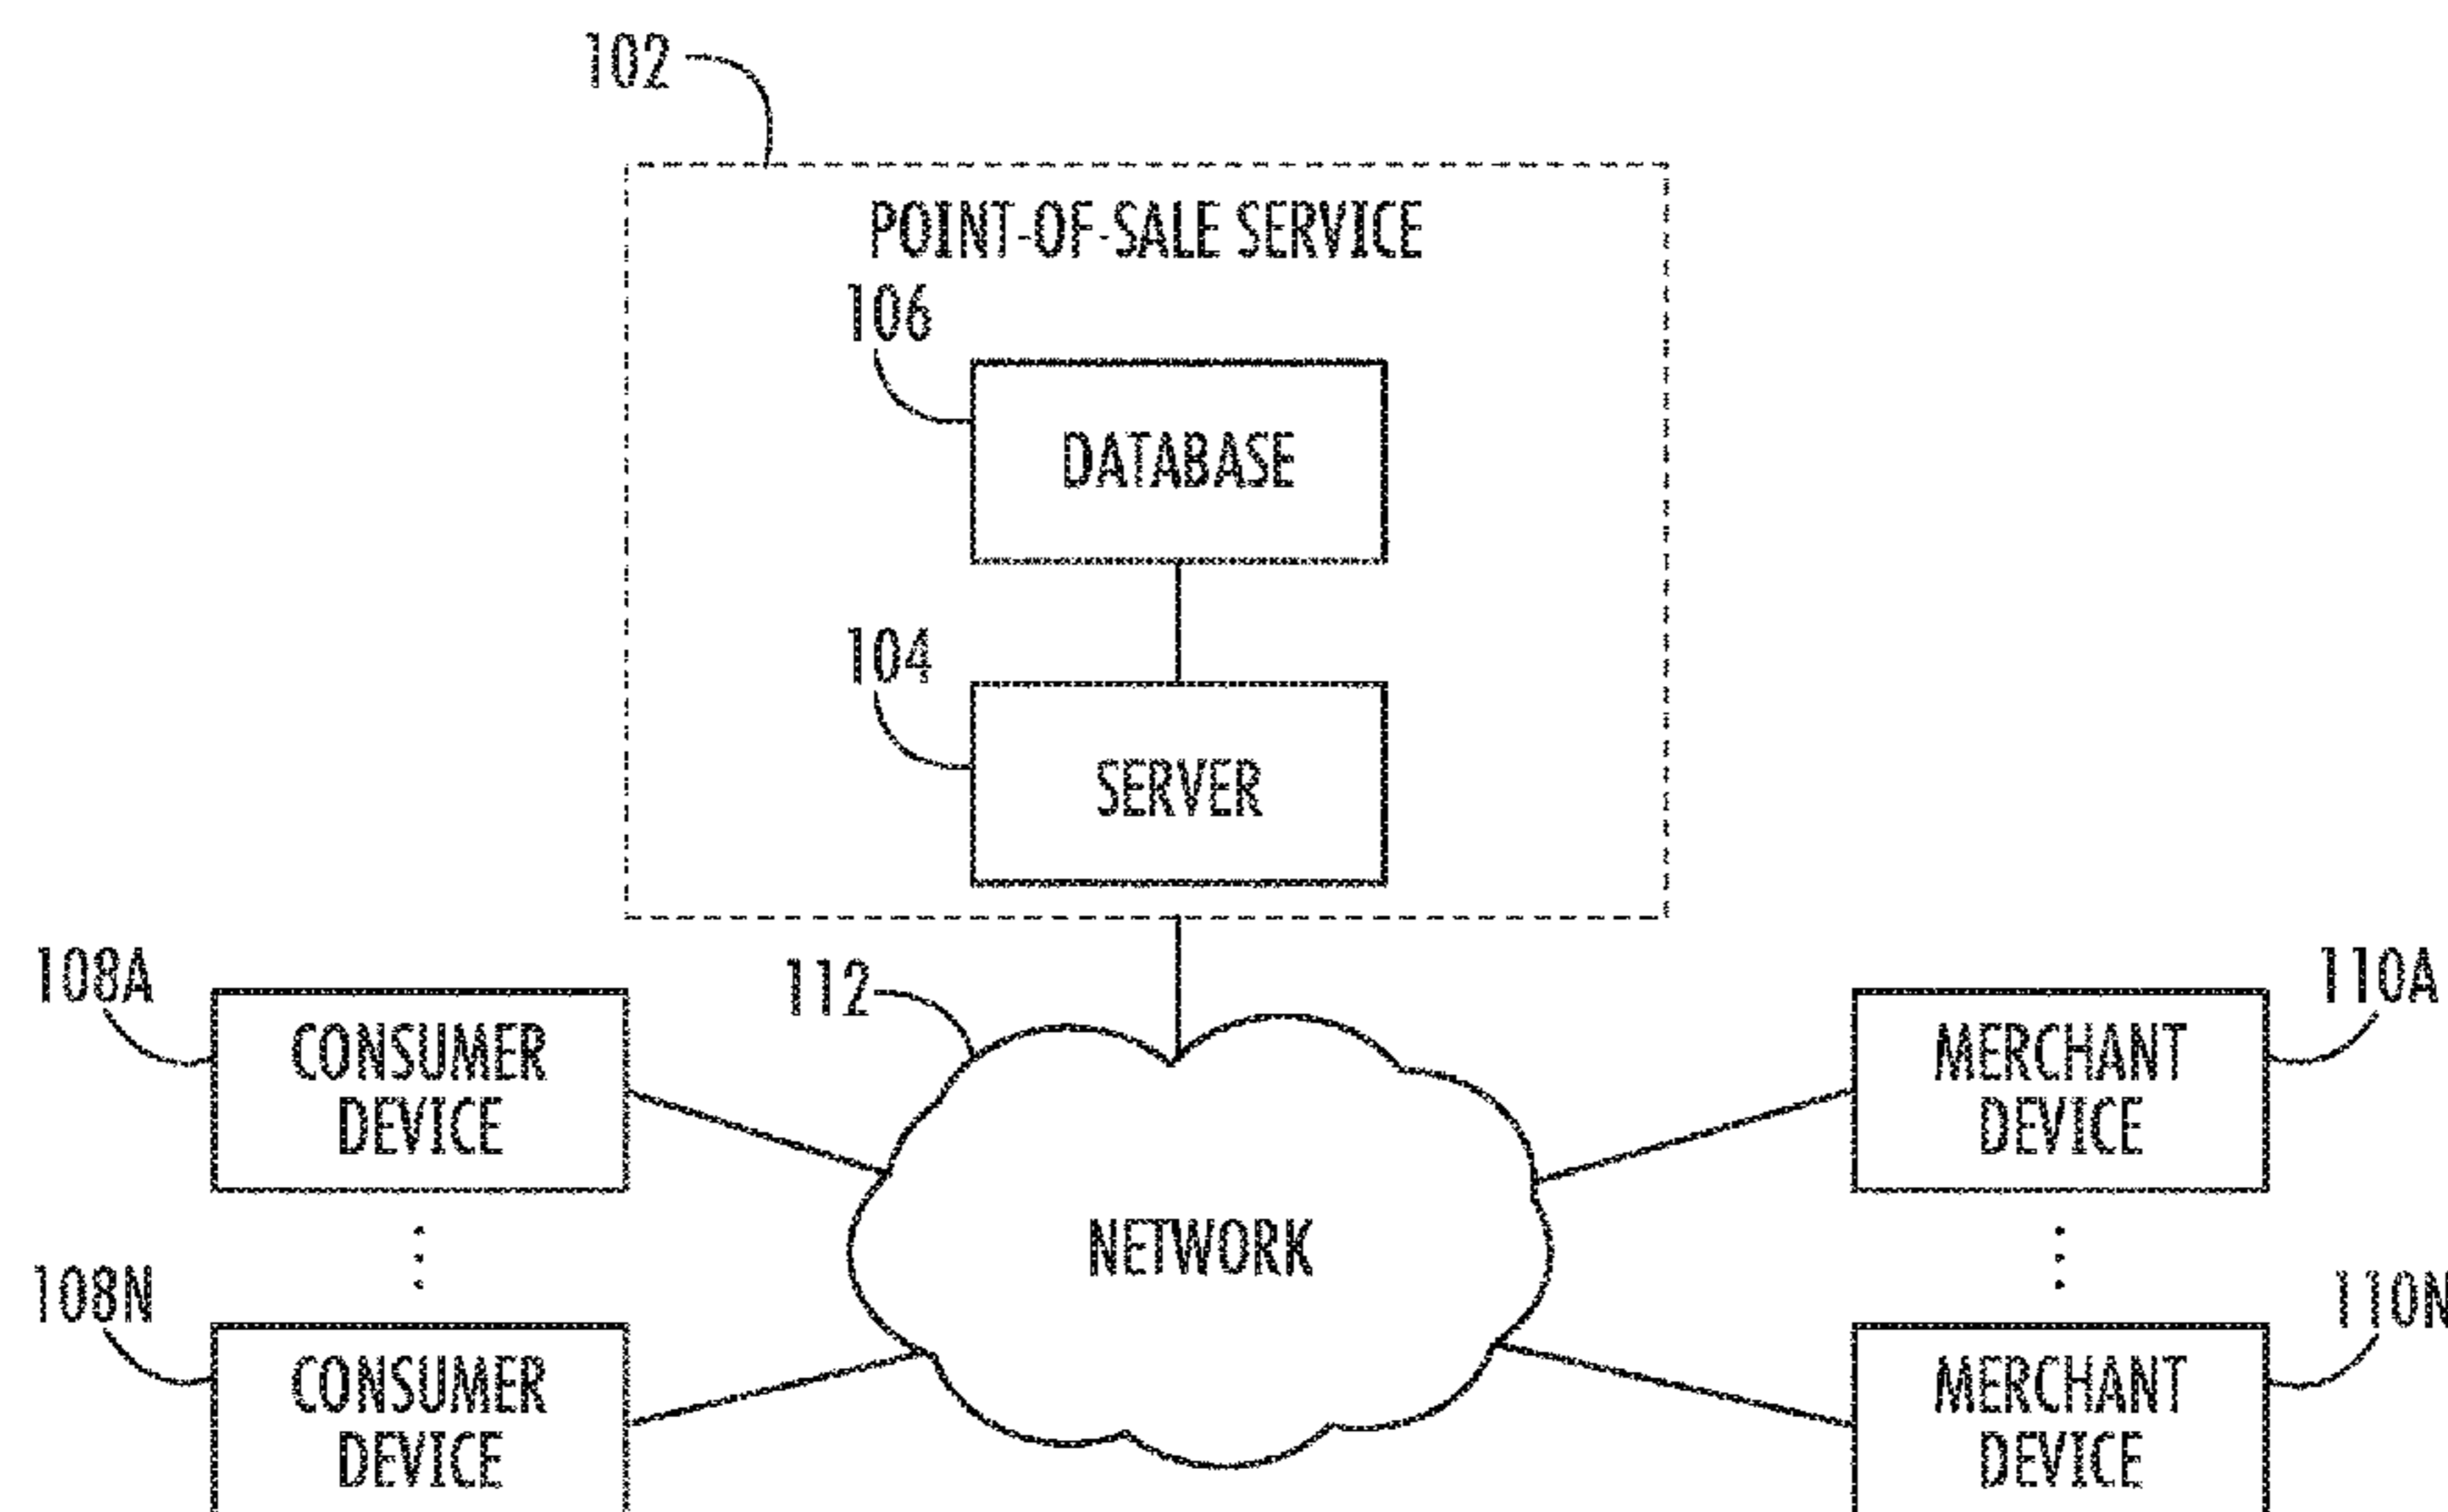 102
POINT-OF-SALE SERVICE
106
DATABASE
104
SERVER
108A
CONSUMER
DEVICE
112
110A
MERCHANT
DEVICE
NETWORK
108N
CONSUMER
DEVICE
110N
MERCHANT
DEVICE